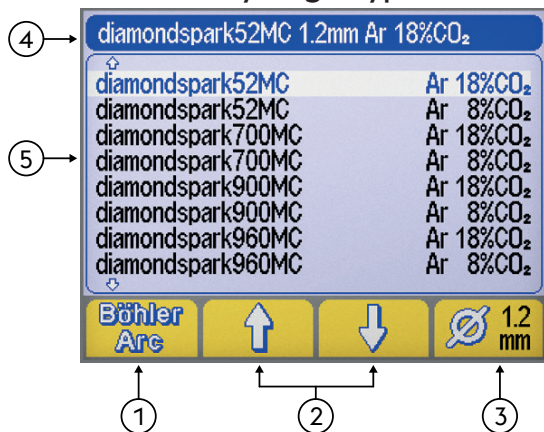 ④
diamondspark52MC 1.2mm Ar 18%CO₂
⑤
diamondspark52MC Ar 18%CO₂
diamondspark52MC Ar 8%CO₂
diamondspark700MC Ar 18%CO₂
diamondspark700MC Ar 8%CO₂
diamondspark900MC Ar 18%CO₂
diamondspark900MC Ar 8%CO₂
diamondspark960MC Ar 18%CO₂
diamondspark960MC Ar 8%CO₂
Böhler
Arc
Ø 1.2
mm
① ② ③